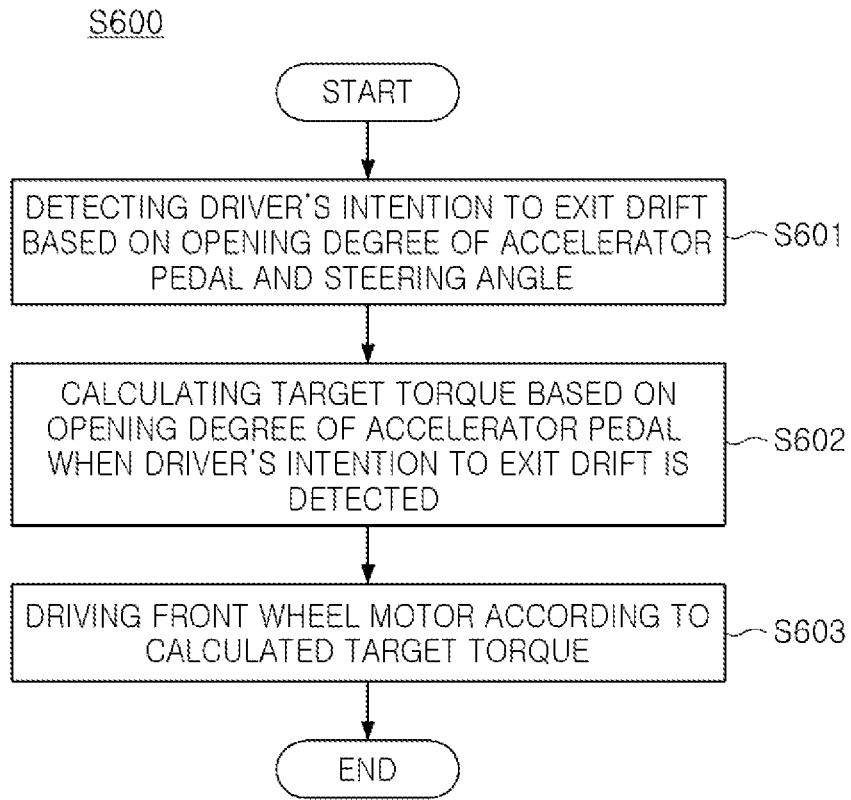 S600
START
DETECTING DRIVER'S INTENTION TO EXIT DRIFT
BASED ON OPENING DEGREE OF ACCELERATOR
PEDAL AND STEERING ANGLE
S601
CALCULATING TARGET TORQUE BASED ON
OPENING DEGREE OF ACCELERATOR PEDAL
WHEN DRIVER'S INTENTION TO EXIT DRIFT IS
DETECTED
S602
DRIVING FRONT WHEEL MOTOR ACCORDING TO
CALCULATED TARGET TORQUE
S603
END